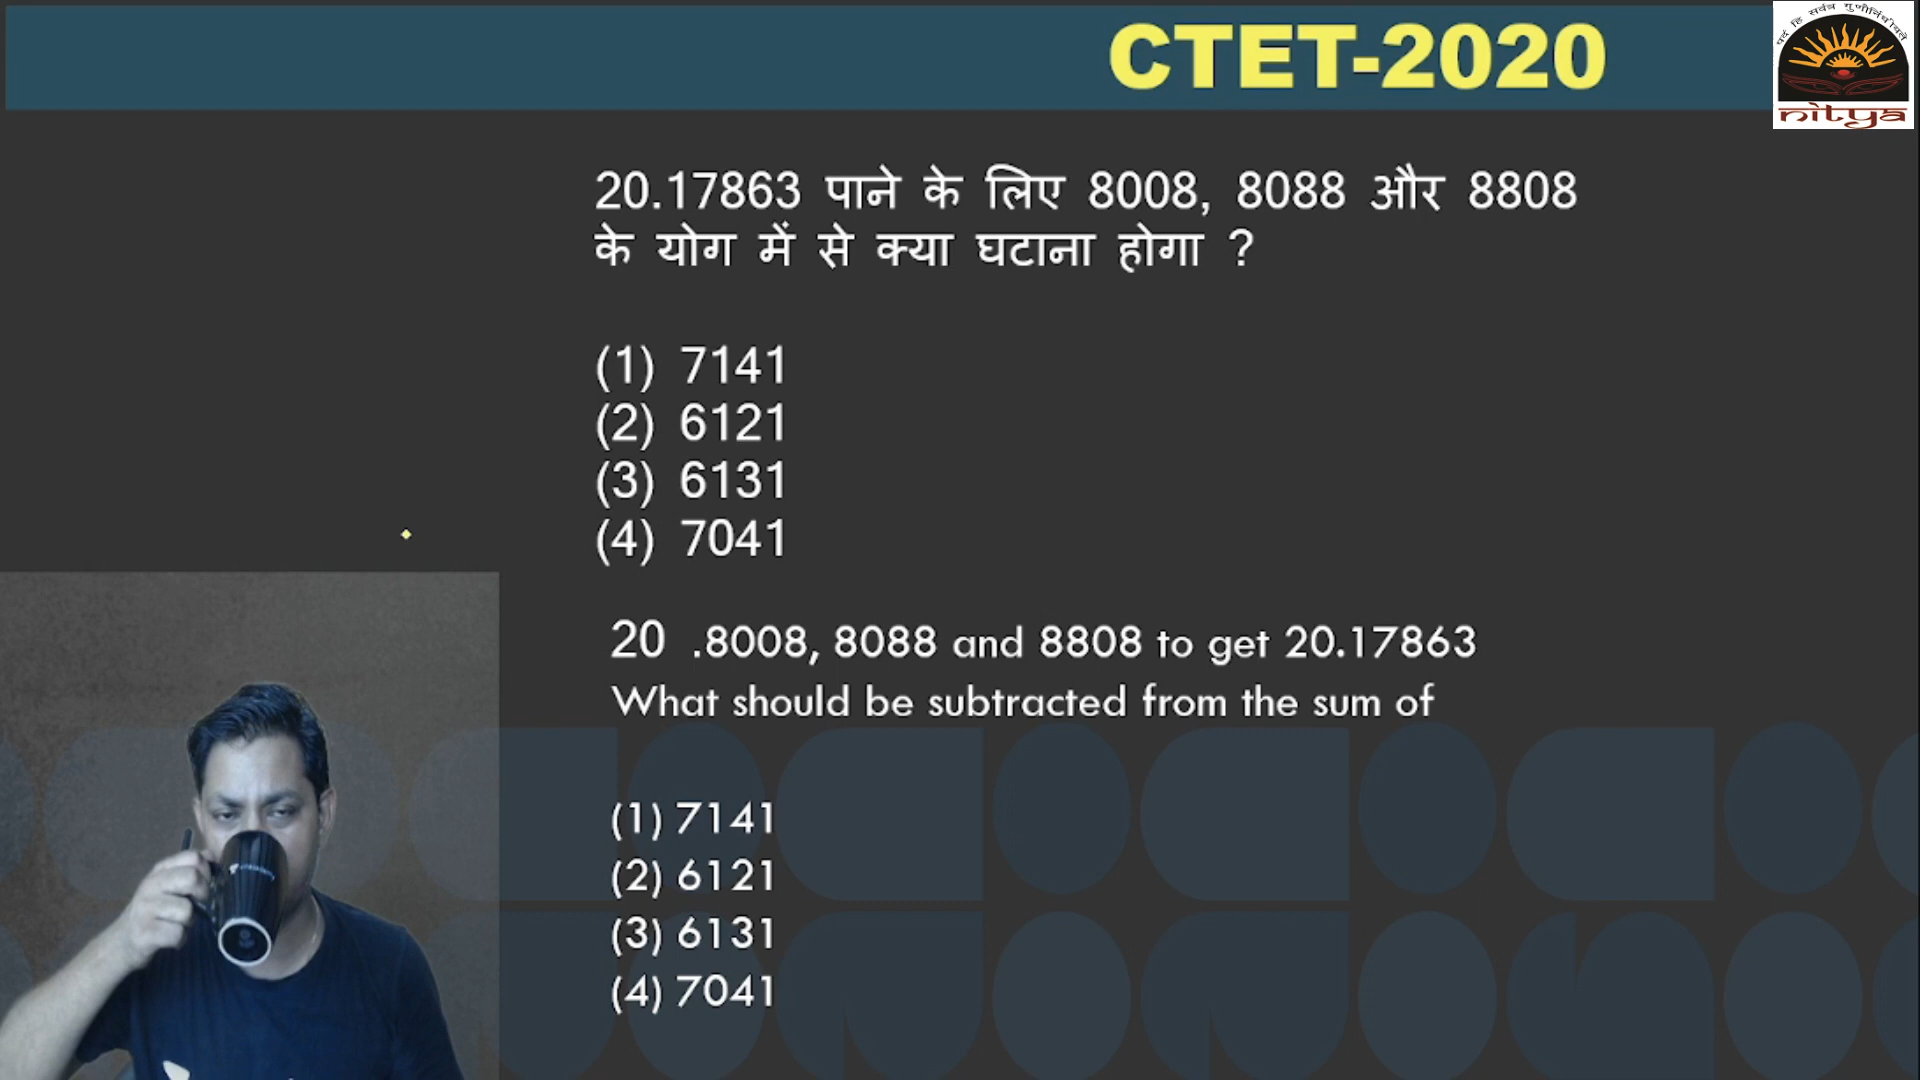 CTET-2020
nitya
20.17863 पाने के लिए 8008, 8088 और 8808
के योग में से क्या घटाना होगा ?
(1) 7141
(2) 6121
(3) 6131
(4) 7041
20 .8008, 8088 and 8808 to get 20.17863
What should be subtracted from the sum of
(1) 7141
(2) 6121
(3) 6131
(4) 7041